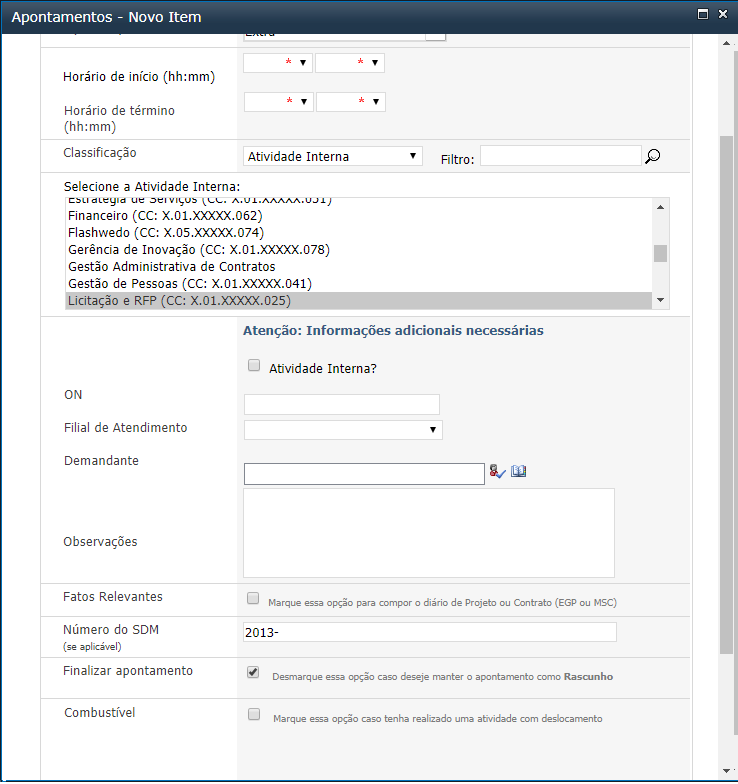 Apontamentos - Novo Item
Extra
Horário de início (hh:mm)
* *
Horário de término
(hh:mm)
* *
Classificação
Atividade Interna
Filtro:
Selecione a Atividade Interna:
Estratégia de Serviços (CC: X.01.XXXXX.051)
Financeiro (CC: X.01.XXXXX.062)
Flashwedo (CC: X.05.XXXXX.074)
Gerência de Inovação (CC: X.01.XXXXX.078)
Gestão Administrativa de Contratos
Gestão de Pessoas (CC: X.01.XXXXX.041)
Licitação e RFP (CC: X.01.XXXXX.025)
Atenção: Informações adicionais necessárias
Atividade Interna?
ON
Filial de Atendimento
Demandante
Observações
Fatos Relevantes
Marque essa opção para compor o diário de Projeto ou Contrato (EGP ou MSC)
Número do SDM
(se aplicável)
2013-
Finalizar apontamento
Desmarque essa opção caso deseje manter o apontamento como Rascunho
Combustível
Marque essa opção caso tenha realizado uma atividade com deslocamento